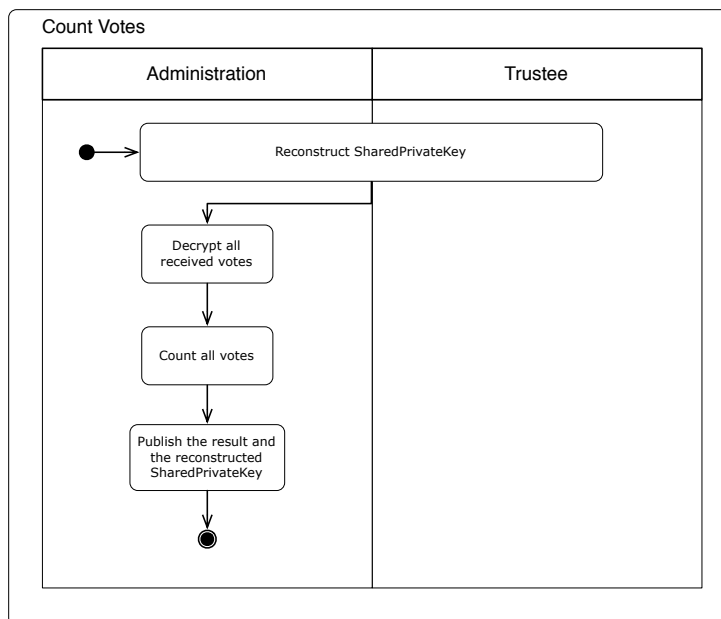 Count Votes
Administration
Trustee
Reconstruct SharedPrivateKey
Decrypt all
received votes
Count all votes
Publish the result and
the reconstructed
SharedPrivateKey